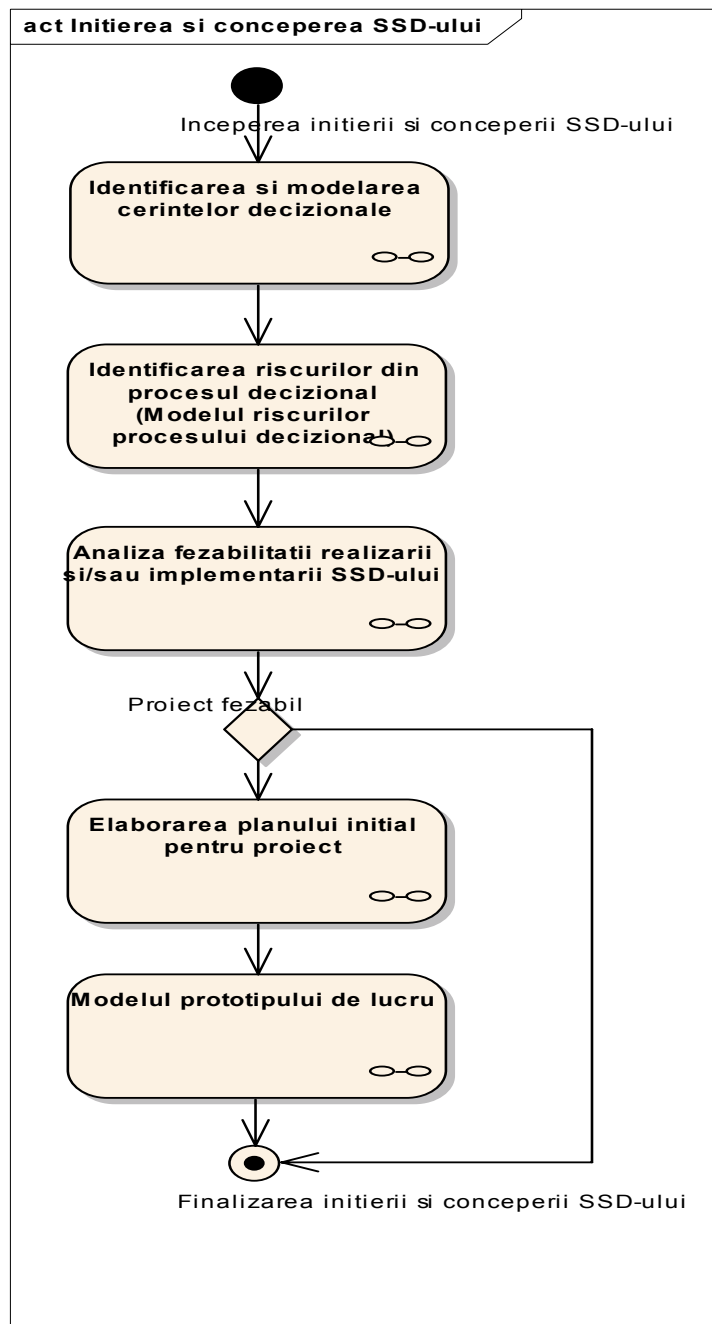 act Initierea si conceperea SSD-ului
Inceperea initierii si conceperii SSD-ului
Identificarea si modelarea
cerintelor decizionale
Identificarea riscurilor din
procesul decizional
(Modelul riscurilor
procesului decizional)
Analiza fezabilitatii realizarii
si/sau implementarii SSD-ului
Proiect fezabil
Elaborarea planului initial
pentru proiect
Modelul prototipului de lucru
Finalizarea initierii si conceperii SSD-ului